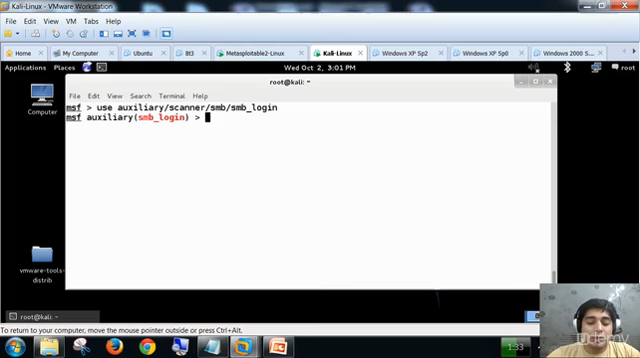 Kali-Linux - VMware Workstation
File Edit View VM Tabs Help
Home My Computer Ubuntu 8t3 Metasploitable2-Linux Kali-Linux Windows XP Sp2 Windows XP Sp0 Windows 2000 S...
Applications Places Wed Oct 2, 3:01 PM root
root@kali: ~
File Edit View Search Terminal Help
msf > use auxiliary/scanner/smb/smb_login
msf auxiliary(smb_login) >
Computer
vmware-tools-
distrib
root@kali: ~
To return to your computer, move the mouse pointer outside or press Ctrl+Alt.
1:33
udemy